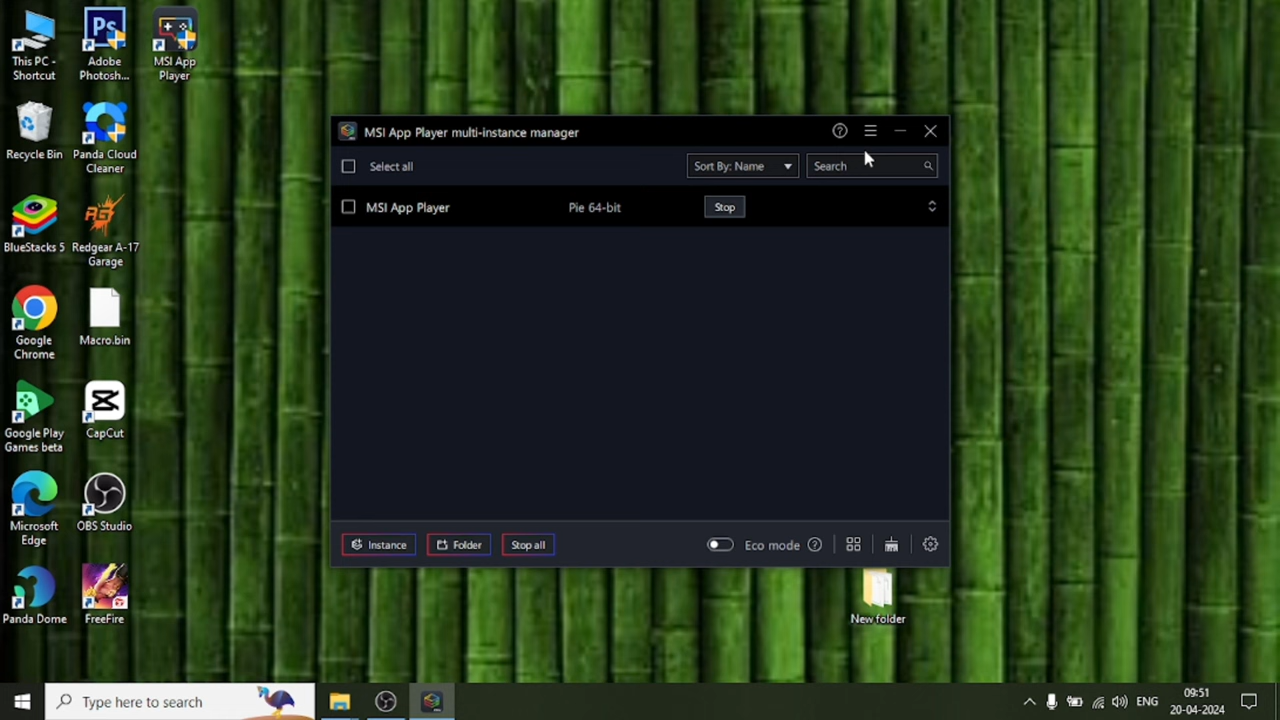 This PC -
Shortcut
Adobe
Photosh...
MSI App
Player
Recycle Bin
Panda Cloud
Cleaner
BlueStacks 5
Redgear A-17
Garage
Google
Chrome
Macro.bin
Google Play
Games beta
CapCut
Microsoft
Edge
OBS Studio
Panda Dome
FreeFire
Ps
MSI App Player multi-instance manager
Select all
Sort By: Name
Search
MSI App Player
Pie 64-bit
Stop
Instance
Folder
Stop all
Eco mode
New folder
Type here to search
ENG
09:51
20-04-2024